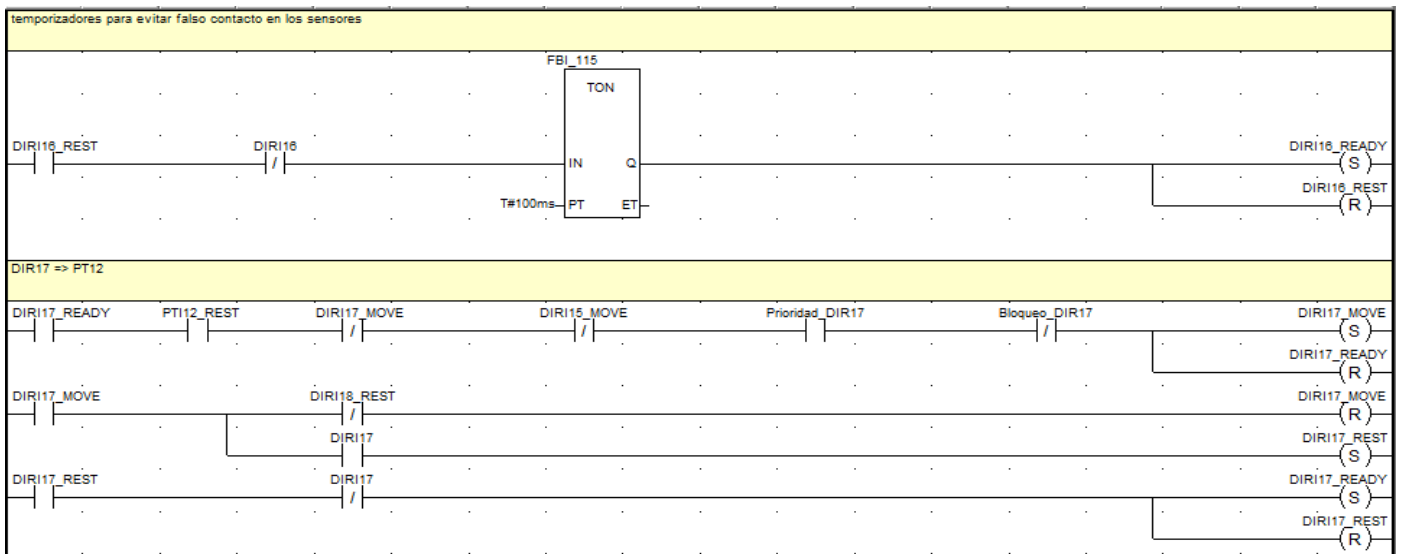 temporizadores para evitar falso contacto en los sensores
FBI_115
TON
DIRI16_REST
DIRI16
/
IN
Q
DIRI16_READY
S
T#100ms
PT
ET
DIRI16_REST
R
DIR17 => PT12
DIRI17_READY
PTI12_REST
DIRI17_MOVE
/
DIRI15_MOVE
/
Prioridad_DIR17
Bloqueo_DIR17
/
DIRI17_MOVE
S
DIRI17_READY
R
DIRI17_MOVE
DIRI18_REST
/
DIRI17_MOVE
R
DIRI17
DIRI17_REST
S
DIRI17_REST
DIRI17
/
DIRI17_READY
S
DIRI17_REST
R